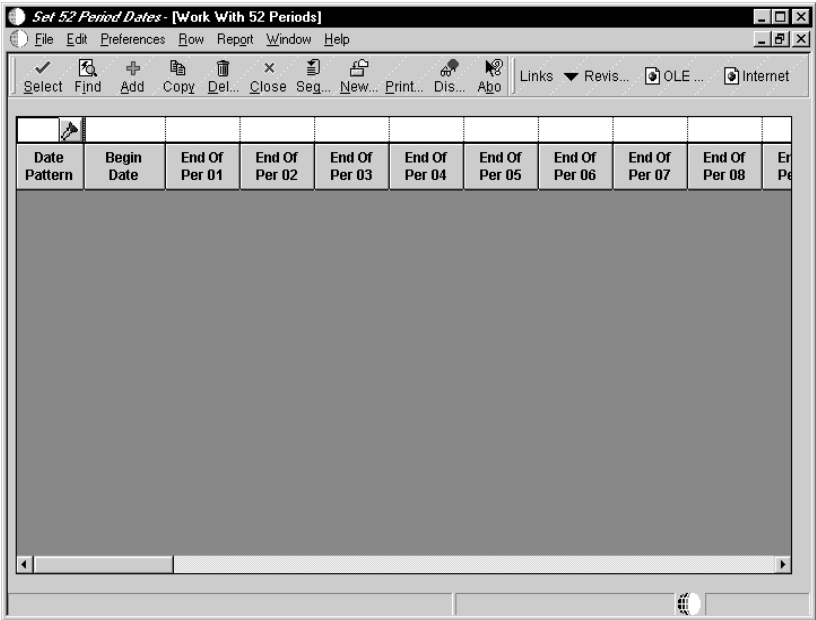 Set 52 Period Dates - [Work With 52 Periods]
File Edit Preferences Row Report Window Help
Select Find Add Copy Del... Close Seq... New... Print... Dis... Abo Links Revis... OLE ... Internet
Date Pattern Begin Date End Of Per 01 End Of Per 02 End Of Per 03 End Of Per 04 End Of Per 05 End Of Per 06 End Of Per 07 End Of Per 08 Er Pe